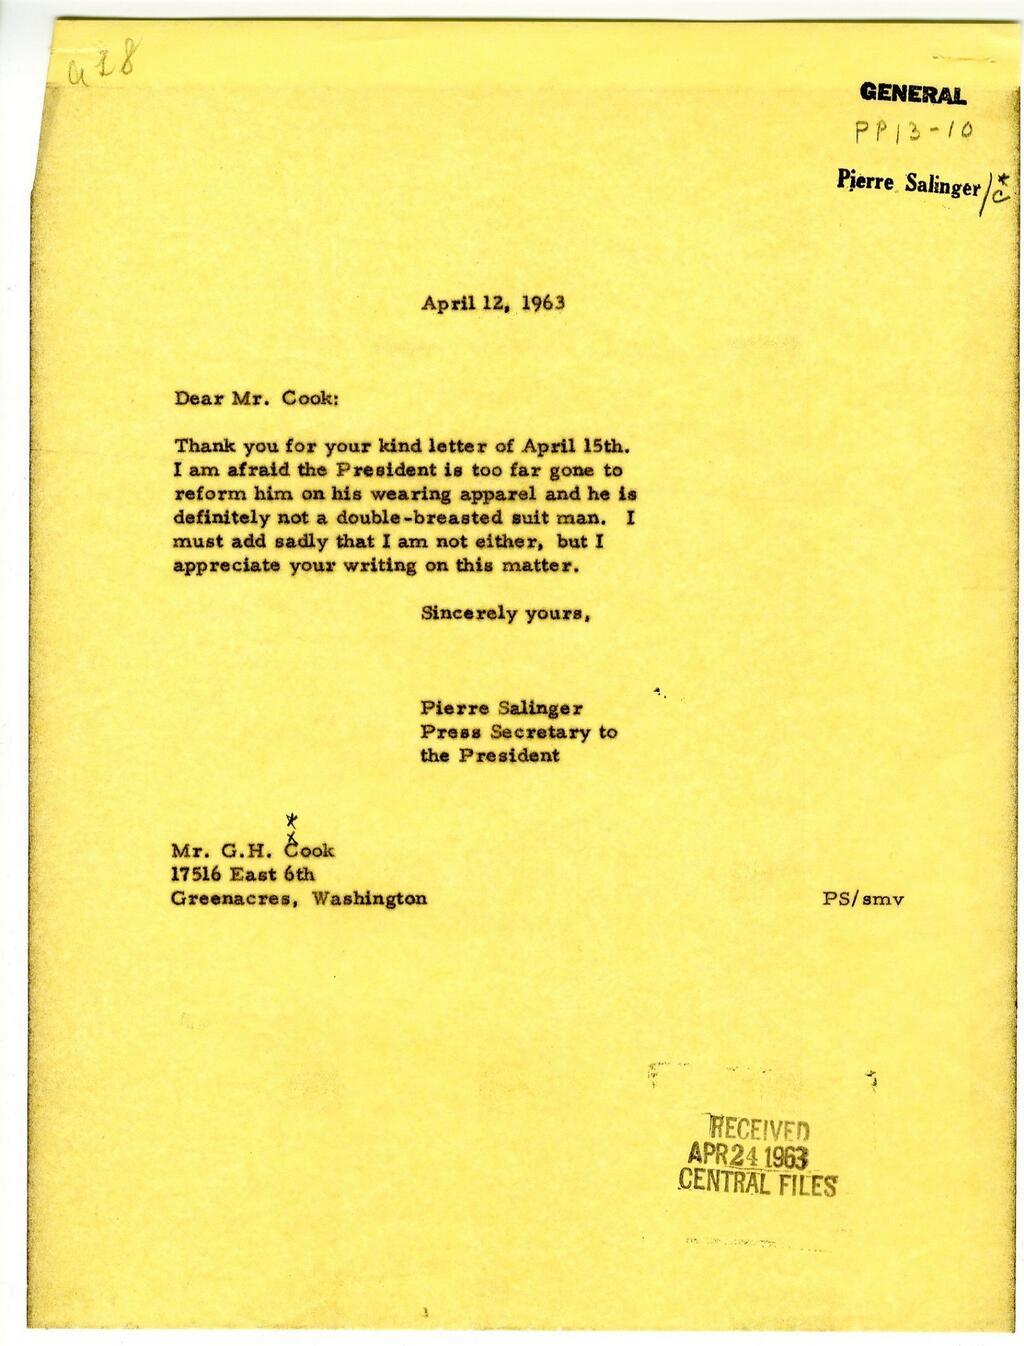 a18
GENERAL
PP13-10
Pierre Salinger/c*
April 12, 1963
Dear Mr. Cook:
Thank you for your kind letter of April 15th.
I am afraid the President is too far gone to
reform him on his wearing apparel and he is
definitely not a double-breasted suit man. I
must add sadly that I am not either, but I
appreciate your writing on this matter.
Sincerely yours,
Pierre Salinger
Press Secretary to
the President
Mr. G.H. Cook
17516 East 6th
Greenacres, Washington
PS/smv
RECEIVED
APR 24 1963
CENTRAL FILES